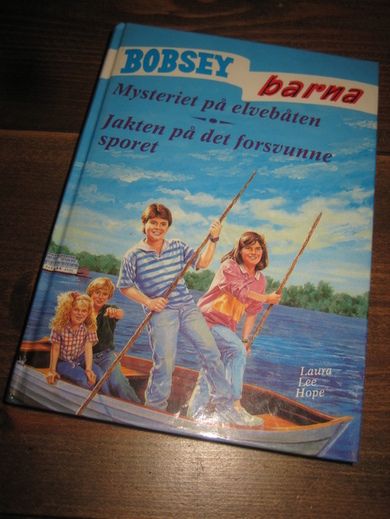 BOBSEY barna
Mysteriet på elvebåten
Jakten på det forsvunne
sporet
Laura
Lee
Hope